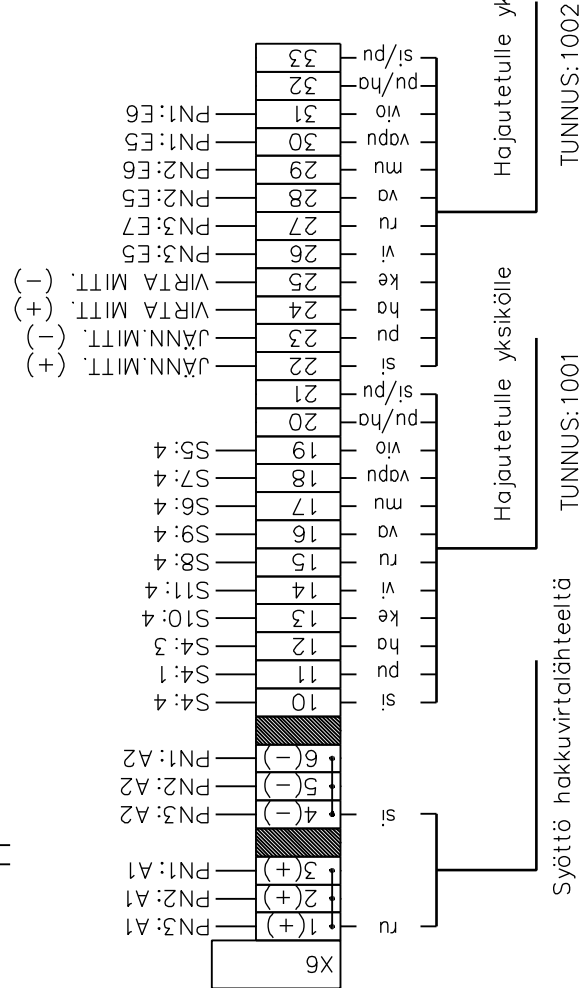 33 si/pu
32 pu/ha
PN1:E6 31 vio
PN1:E5 30 vapu
PN2:E6 29 mu
PN2:E5 28 va
PN3:E7 27 ru
PN3:E5 26 vi
VIRTA MITT. (-) 25 ke
VIRTA MITT. (+) 24 ha
JÄNN.MITT. (-) 23 pu
JÄNN.MITT. (+) 22 si
Hajautetulle yk
TUNNUS:1002
21 si/pu
20 pu/ha
S5:4 19 vio
S7:4 18 vapu
S6:4 17 mu
S9:4 16 va
S8:4 15 ru
S11:4 14 vi
S10:4 13 ke
S4:3 12 ha
S4:1 11 pu
S4:4 10 si
Hajautetulle yksikölle
TUNNUS:1001
PN1:A2 6(-)
PN2:A2 5(-)
PN3:A2 4(-) si
PN1:A1 3(+)
PN2:A1 2(+)
PN3:A1 1(+) ru
Syöttö hakkuvirtalähteeltä
X6